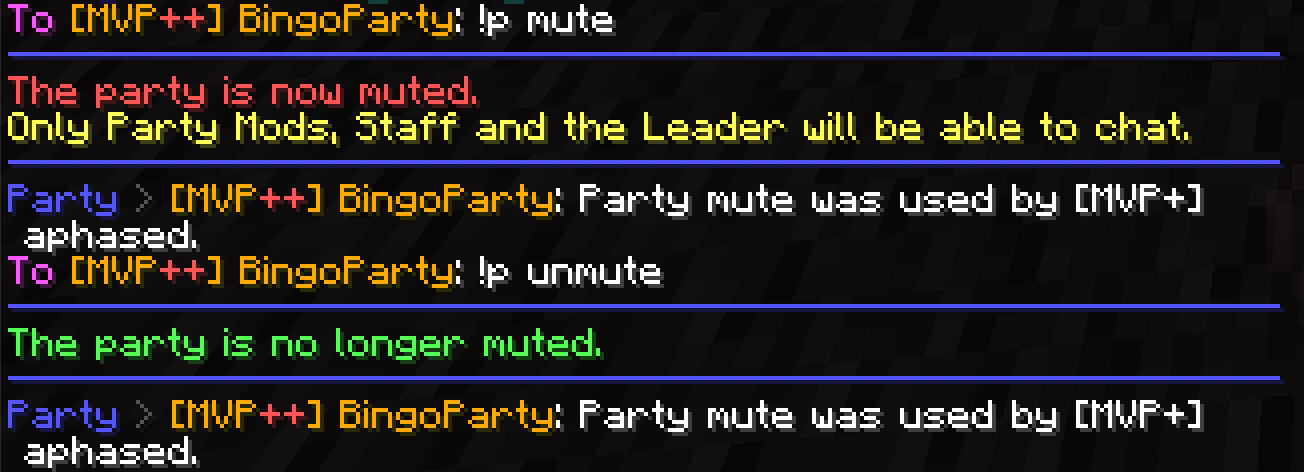 To [MVP++] BingoParty: !p mute
The party is now muted.
Only Party Mods, Staff and the Leader will be able to chat.
Party > [MVP++] BingoParty: Party mute was used by [MVP+]
aphased.
To [MVP++] BingoParty: !p unmute
The party is no longer muted.
Party > [MVP++] BingoParty: Party mute was used by [MVP+]
aphased.